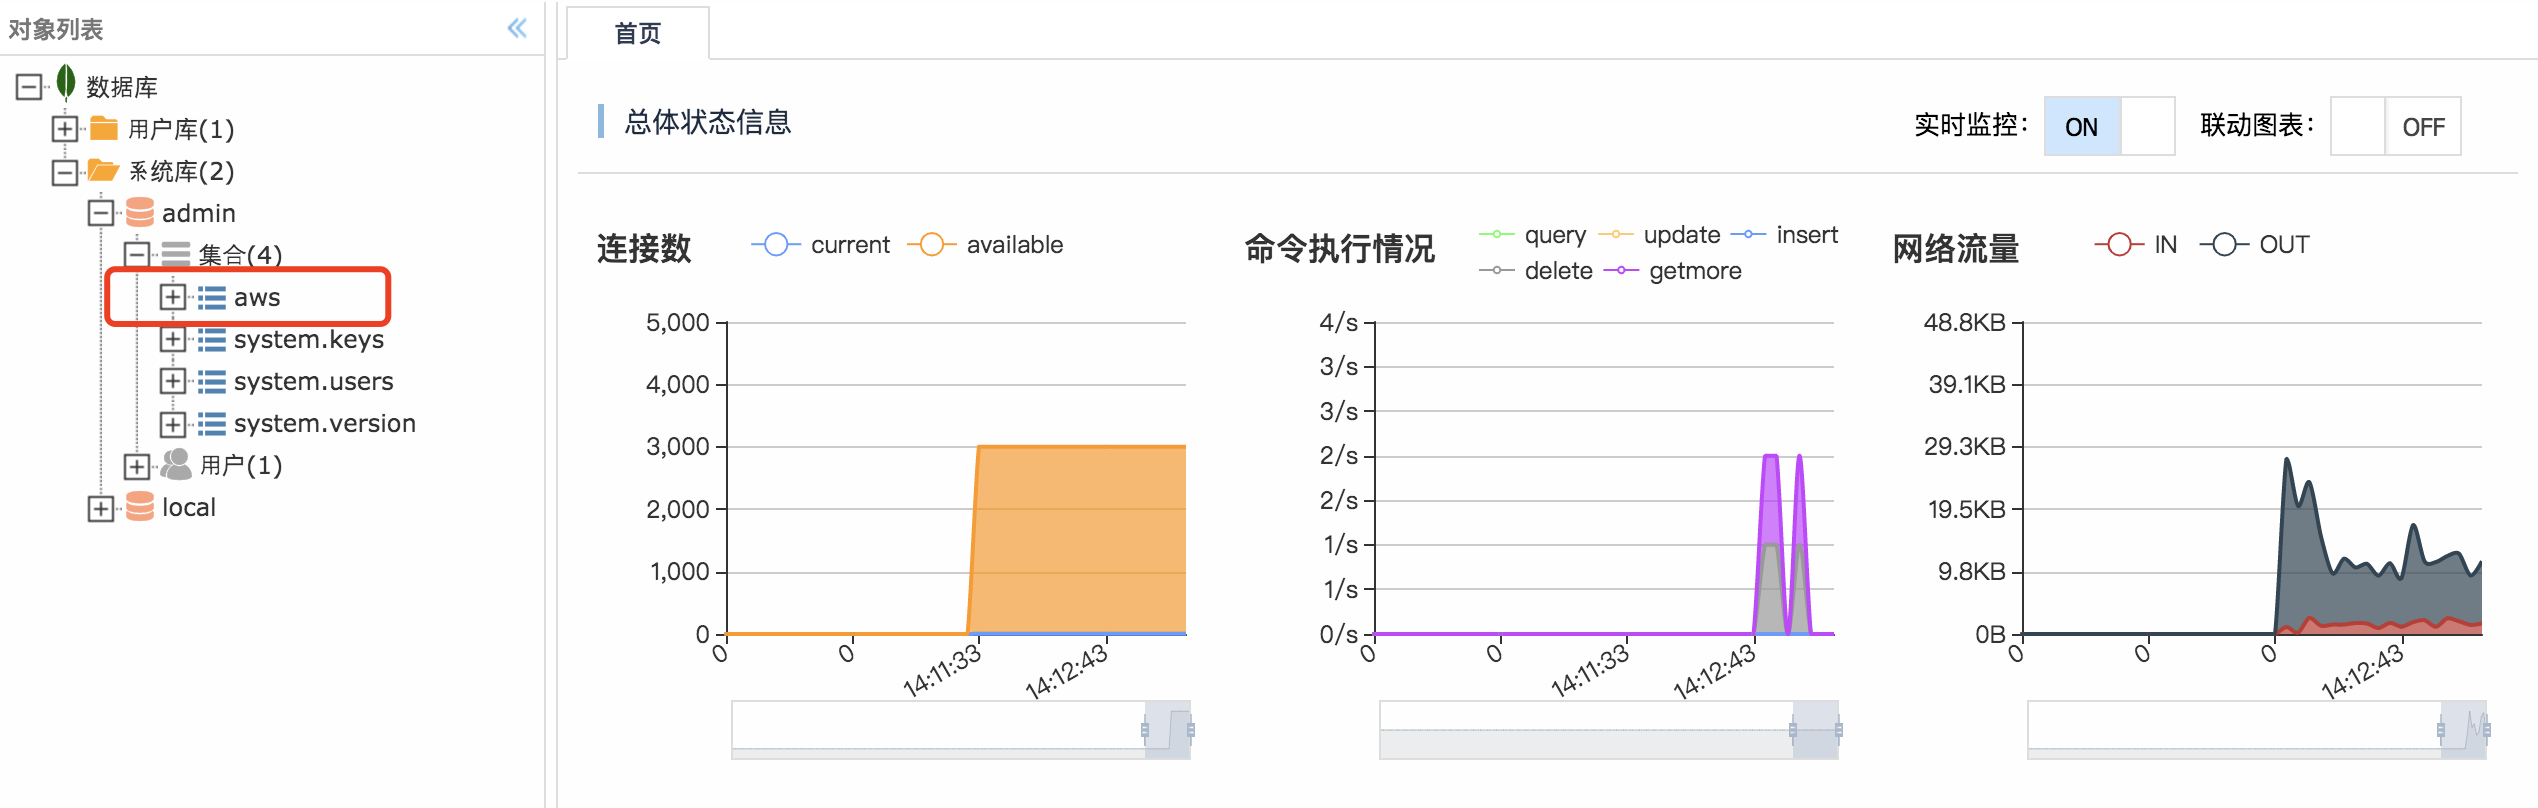 对象列表
数据库
用户库(1)
系统库(2)
admin
集合(4)
aws
system.keys
system.users
system.version
用户(1)
local
首页
总体状态信息
实时监控： ON
联动图表： OFF
连接数
current available
5,000
4,000
3,000
2,000
1,000
0
0 0 14:11:33 14:12:43
命令执行情况
query update insert
delete getmore
4/s
3/s
3/s
2/s
2/s
1/s
1/s
0/s
0 0 14:11:33 14:12:43
网络流量
IN OUT
48.8KB
39.1KB
29.3KB
19.5KB
9.8KB
0B
0 0 0 14:12:43